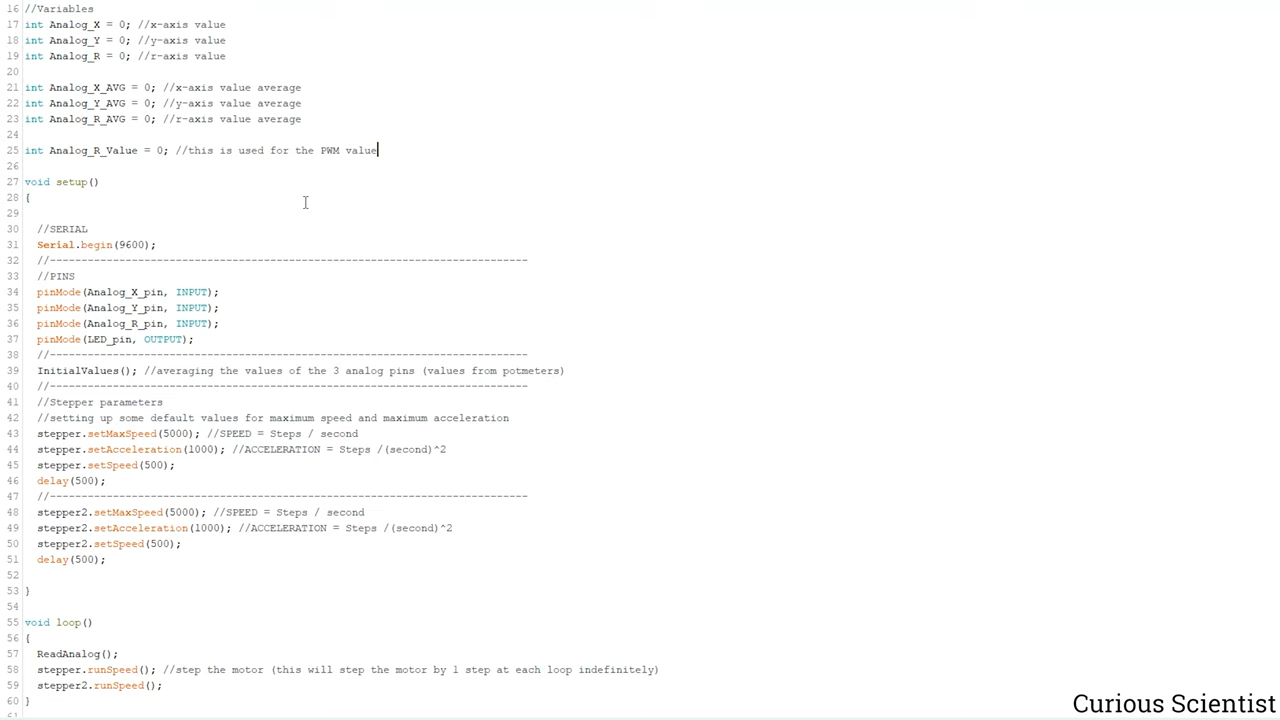 16 //Variables
17 int Analog_X = 0; //x-axis value
18 int Analog_Y = 0; //y-axis value
19 int Analog_R = 0; //r-axis value
20
21 int Analog_X_AVG = 0; //x-axis value average
22 int Analog_Y_AVG = 0; //y-axis value average
23 int Analog_R_AVG = 0; //r-axis value average
24
25 int Analog_R_Value = 0; //this is used for the PWM value
26
27 void setup()
28 {
29
30 //SERIAL
31 Serial.begin(9600);
32 //----------------------------------------------------------------------------
33 //PINS
34 pinMode(Analog_X_pin, INPUT);
35 pinMode(Analog_Y_pin, INPUT);
36 pinMode(Analog_R_pin, INPUT);
37 pinMode(LED_pin, OUTPUT);
38 //----------------------------------------------------------------------------
39 InitialValues(); //averaging the values of the 3 analog pins (values from potmeters)
40 //----------------------------------------------------------------------------
41 //Stepper parameters
42 //setting up some default values for maximum speed and maximum acceleration
43 stepper.setMaxSpeed(5000); //SPEED = Steps / second
44 stepper.setAcceleration(1000); //ACCELERATION = Steps /(second)^2
45 stepper.setSpeed(500);
46 delay(500);
47 //----------------------------------------------------------------------------
48 stepper2.setMaxSpeed(5000); //SPEED = Steps / second
49 stepper2.setAcceleration(1000); //ACCELERATION = Steps /(second)^2
50 stepper2.setSpeed(500);
51 delay(500);
52
53 }
54
55 void loop()
56 {
57 ReadAnalog();
58 stepper.runSpeed(); //step the motor (this will step the motor by 1 step at each loop indefinitely)
59 stepper2.runSpeed();
60 }
61
Curious Scientist